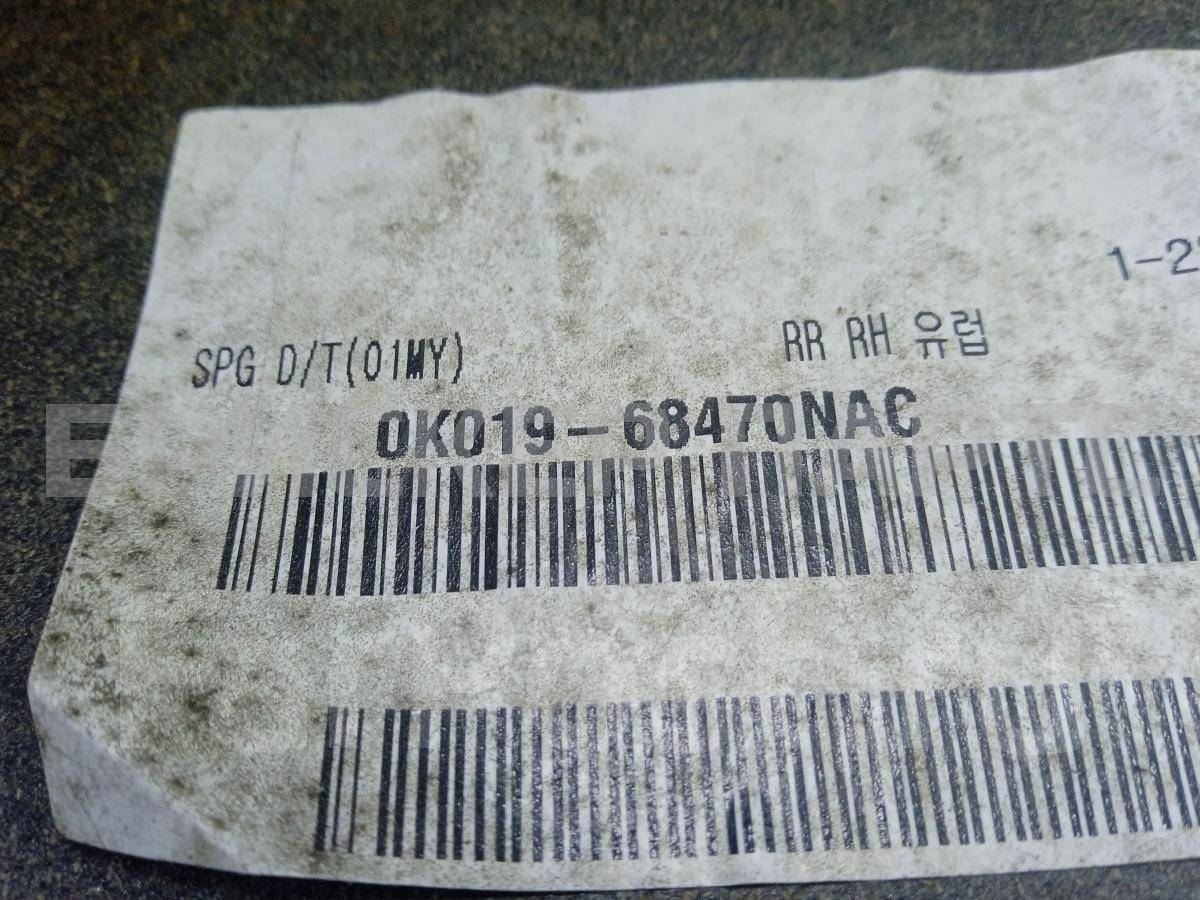 1-2
SPG D/T(01MY) RR RH 유럽
0K019-68470NAC